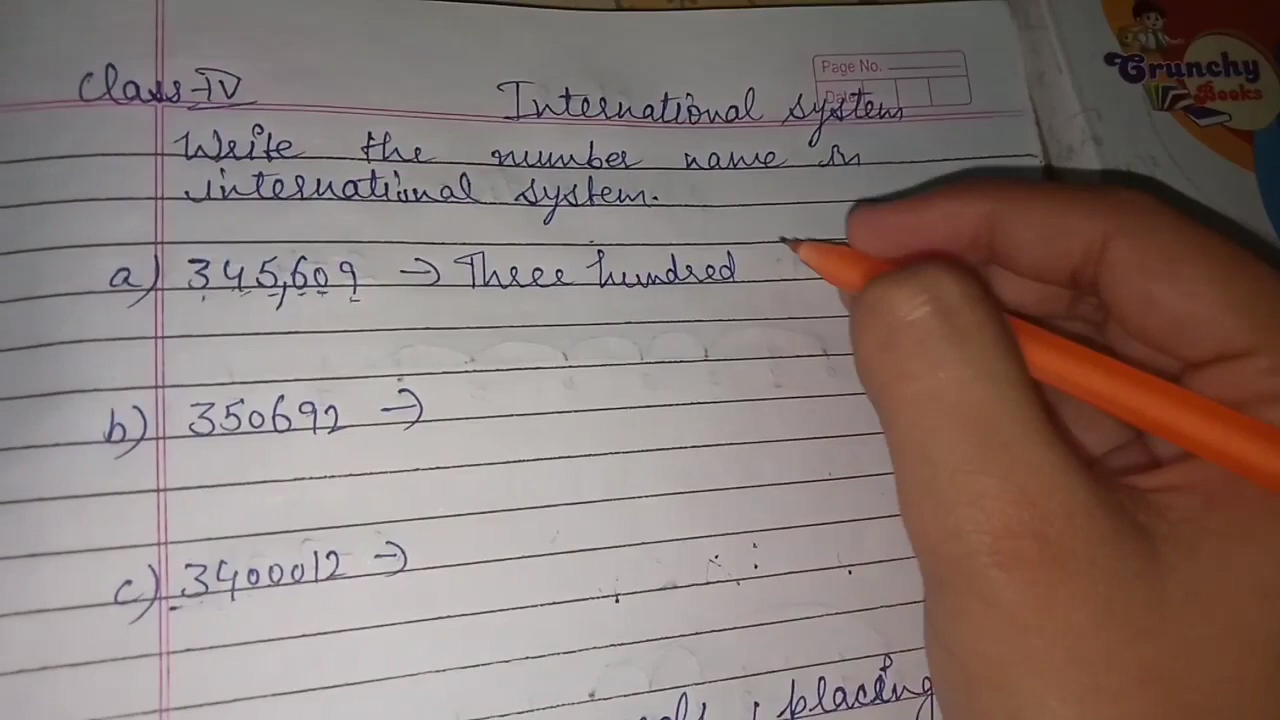 Class-IV
International system
Page No.
Date
Write the number name in
international system.
a) 345,609 → Three hundred
b) 350692 →
c) 3400012 →
placing
Crunchy
Books